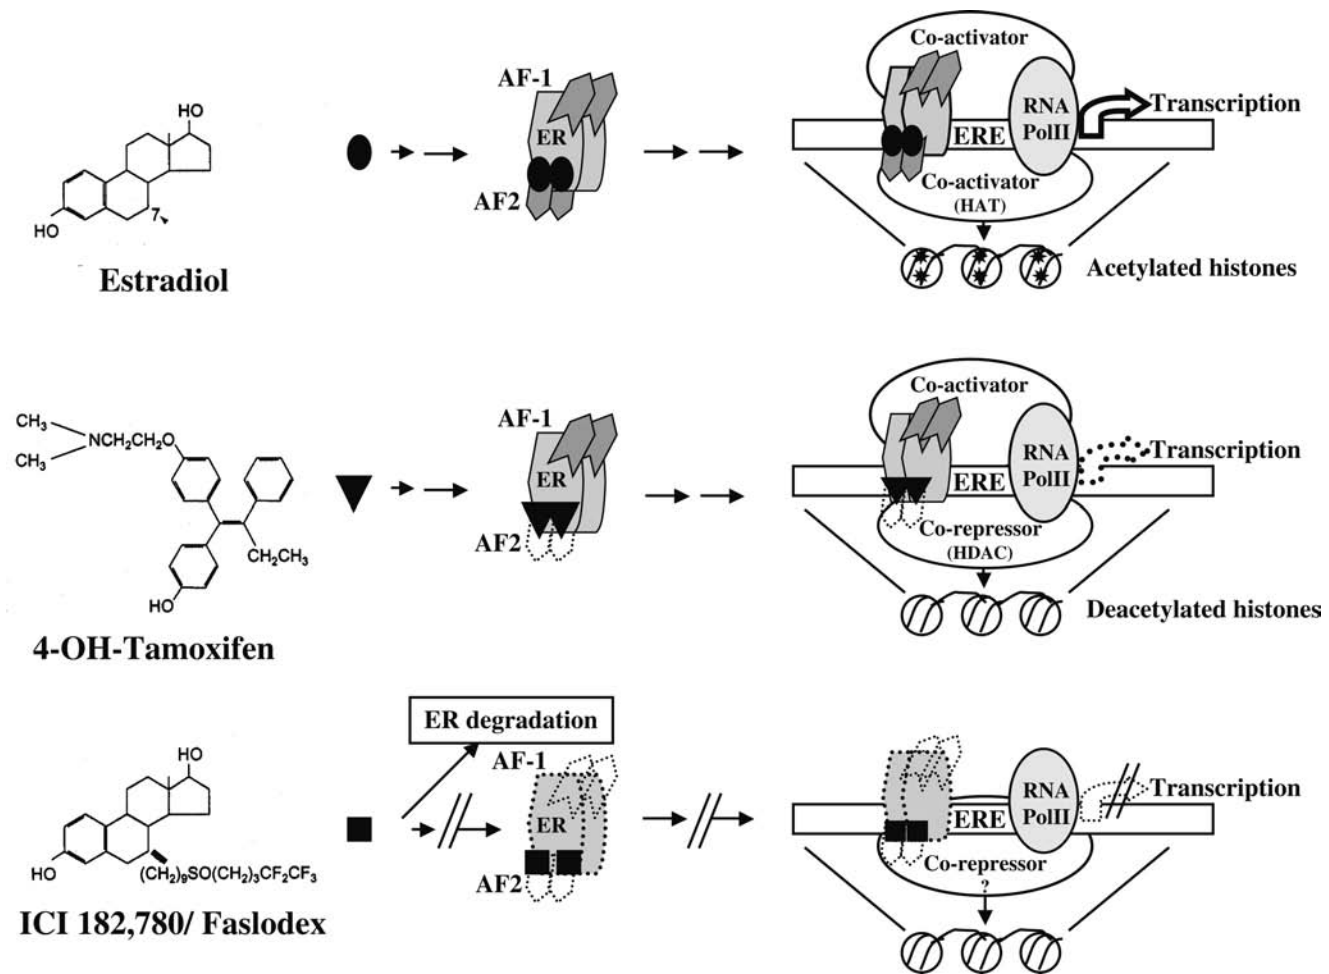 HO
7
HO
Estradiol
AF-1
ER
AF2
Co-activator
RNA
PolII
ERE
Transcription
Co-activator
(HAT)
Acetylated histones
CH3
CH3
NCH2CH2O
CH2CH3
HO
4-OH-Tamoxifen
AF-1
ER
AF2
Co-activator
RNA
PolII
ERE
Transcription
Co-repressor
(HDAC)
Deacetylated histones
HO
HO
(CH2)9SO(CH2)3CF2CF3
ICI 182,780/ Faslodex
ER degradation
AF-1
ER
AF2
RNA
PolII
ERE
Transcription
Co-repressor
?